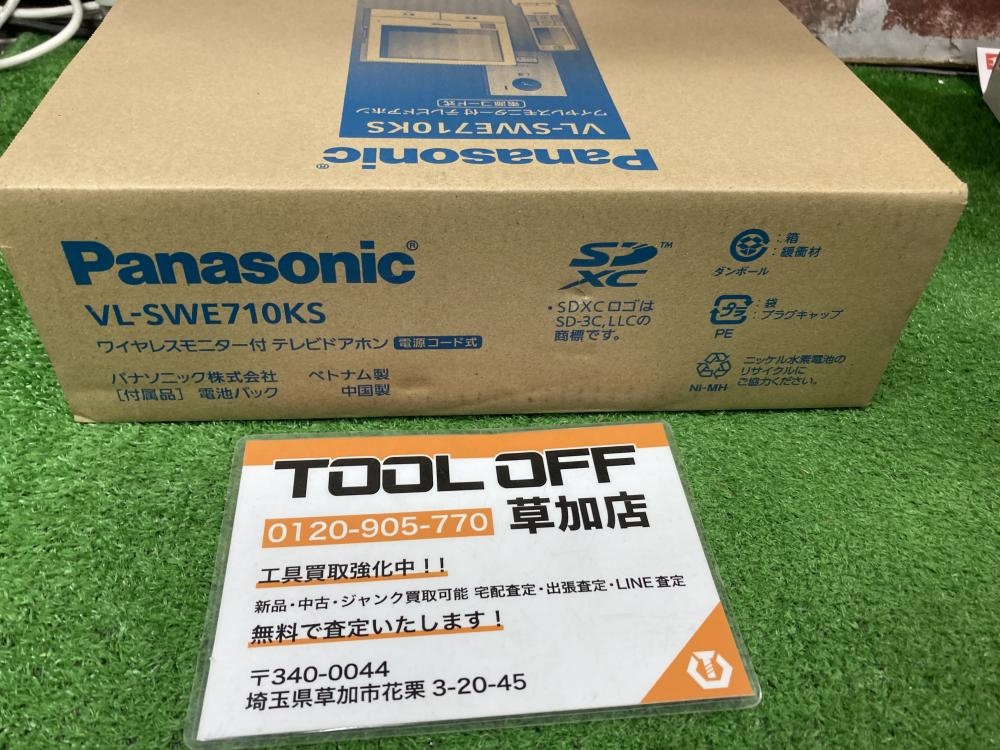 Panasonic®
VL-SWE710KS
ワイヤレスモニター付テレビドアホン 電源コード式
Panasonic®
VL-SWE710KS
ワイヤレスモニター付 テレビドアホン 電源コード式
パナソニック株式会社 ベトナム製
[付属品] 電池パック 中国製
SD XC™
・SDXCロゴは
SD-3C,LLCの
商標です。
:箱
:緩衝材
ダンボール
プラ
:袋
:プラグキャップ
PE
ニッケル水素電池の
リサイクルに
ご協力ください。
Ni-MH
TOOL OFF
0120-905-770 草加店
工具買取強化中!!
新品・中古・ジャンク買取可能 宅配査定・出張査定・LINE査定
無料で査定いたします!
〒340-0044
埼玉県草加市花栗 3-20-45